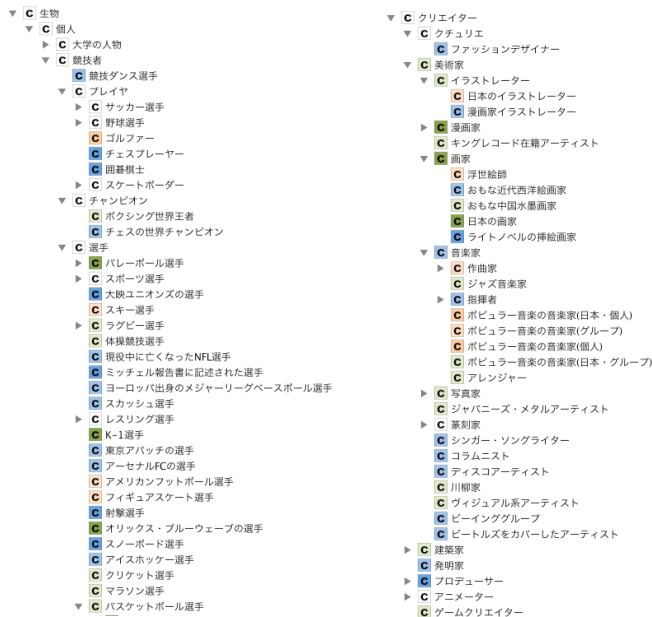 生物
個人
大学の人物
競技者
競技ダンス選手
プレイヤ
サッカー選手
野球選手
ゴルファー
チェスプレーヤー
囲碁棋士
スケートボーダー
チャンピオン
ボクシング世界王者
チェスの世界チャンピオン
選手
バレーボール選手
スポーツ選手
大映ユニオンズの選手
スキー選手
ラグビー選手
体操競技選手
現役中に亡くなったNFL選手
ミッチェル報告書に記述された選手
ヨーロッパ出身のメジャーリーグベースボール選手
スカッシュ選手
レスリング選手
K-1選手
東京アパッチの選手
アーセナルFCの選手
アメリカンフットボール選手
フィギュアスケート選手
射撃選手
オリックス・ブルーウェーブの選手
スノーボード選手
アイスホッケー選手
クリケット選手
マラソン選手
バスケットボール選手
クリエイター
クチュリエ
ファッションデザイナー
美術家
イラストレーター
日本のイラストレーター
漫画家イラストレーター
漫画家
キングレコード在籍アーティスト
画家
浮世絵師
おもな近代西洋絵画家
おもな中国水墨画家
日本の画家
ライトノベルの挿絵画家
音楽家
作曲家
ジャズ音楽家
指揮者
ポピュラー音楽の音楽家(日本・個人)
ポピュラー音楽の音楽家(グループ)
ポピュラー音楽の音楽家(個人)
ポピュラー音楽の音楽家(日本・グループ)
アレンジャー
写真家
ジャパニーズ・メタルアーティスト
篆刻家
シンガー・ソングライター
コラムニスト
ディスコアーティスト
川柳家
ヴィジュアル系アーティスト
ビーインググループ
ビートルズをカバーしたアーティスト
建築家
発明家
プロデューサー
アニメーター
ゲームクリエイター